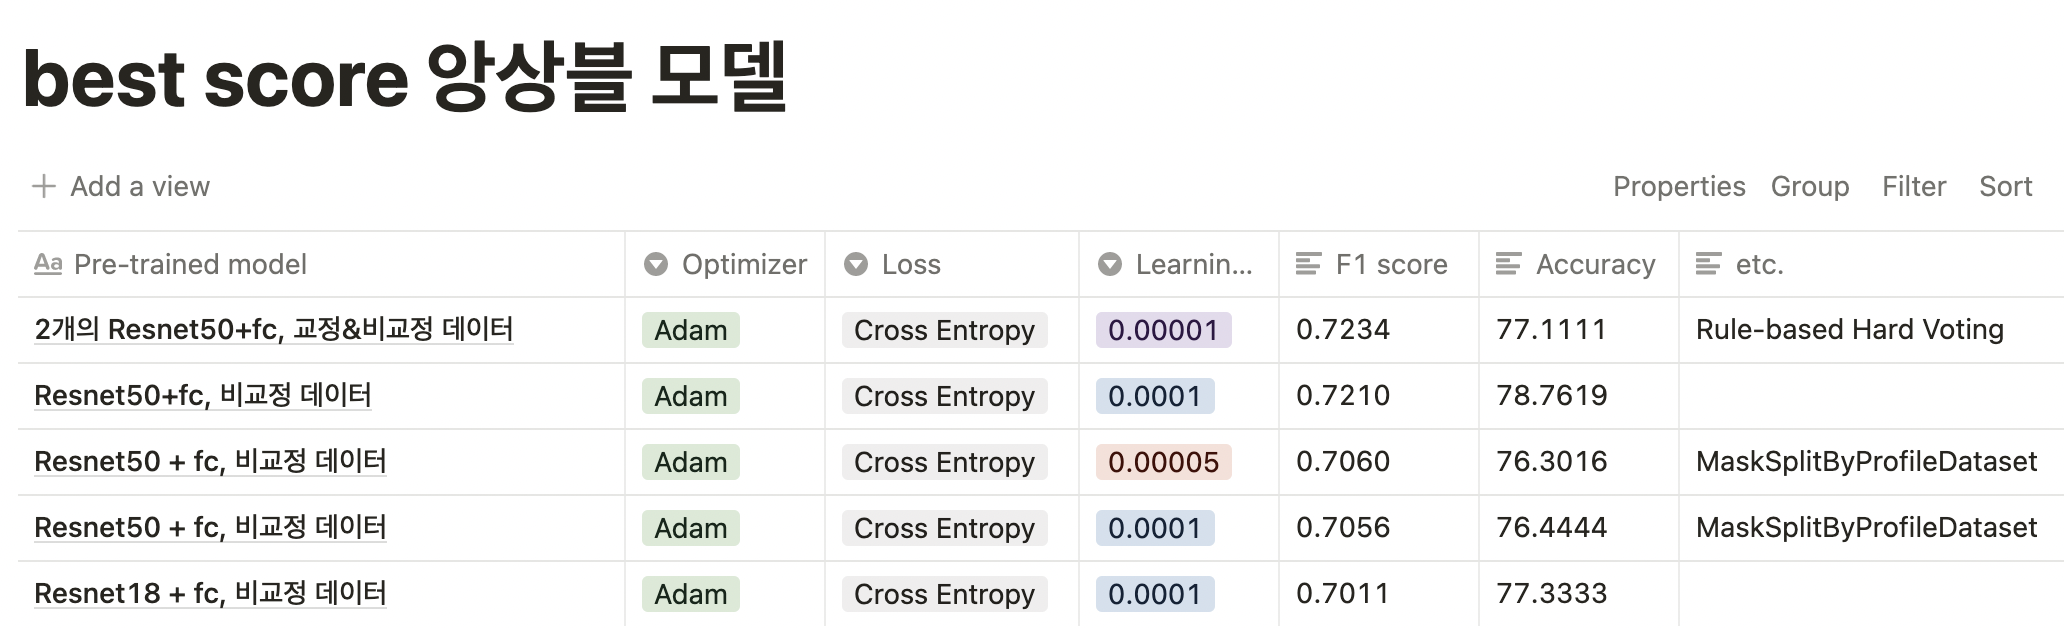 best score 앙상블 모델
Add a view Properties Group Filter Sort
Aa Pre-trained model Optimizer Loss Learnin... F1 score Accuracy etc.
2개의 Resnet50+fc, 교정&비교정 데이터 Adam Cross Entropy 0.00001 0.7234 77.1111 Rule-based Hard Voting
Resnet50+fc, 비교정 데이터 Adam Cross Entropy 0.0001 0.7210 78.7619
Resnet50 + fc, 비교정 데이터 Adam Cross Entropy 0.00005 0.7060 76.3016 MaskSplitByProfileDataset
Resnet50 + fc, 비교정 데이터 Adam Cross Entropy 0.0001 0.7056 76.4444 MaskSplitByProfileDataset
Resnet18 + fc, 비교정 데이터 Adam Cross Entropy 0.0001 0.7011 77.3333